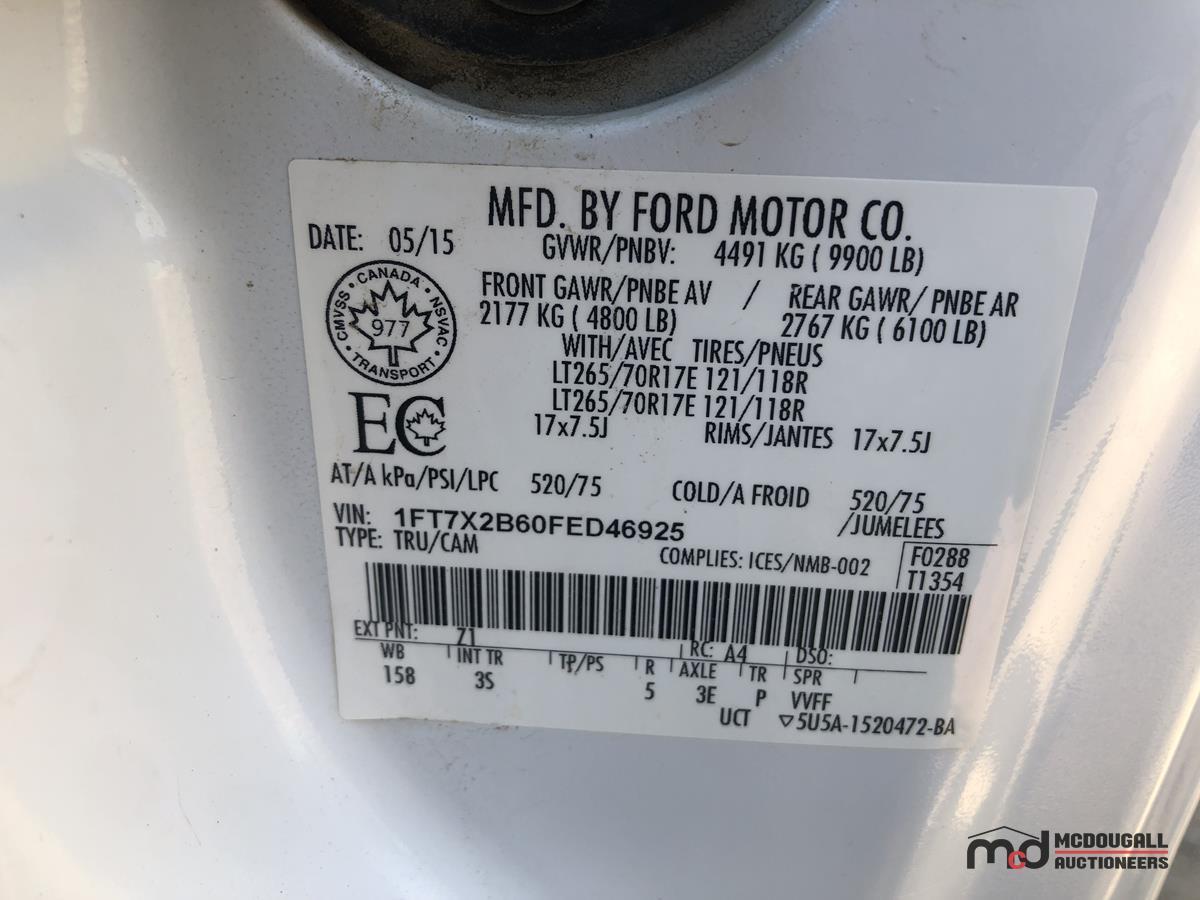 MFD. BY FORD MOTOR CO.
DATE: 05/15 GVWR/PNBV: 4491 KG ( 9900 LB)
FRONT GAWR/PNBE AV / REAR GAWR/ PNBE AR
2177 KG ( 4800 LB) 2767 KG ( 6100 LB)
WITH/AVEC TIRES/PNEUS
LT265/70R17E 121/118R
LT265/70R17E 121/118R
17x7.5J RIMS/JANTES 17x7.5J
CMVSS • CANADA • NSVAC • TRANSPORT •
977
EC
AT/A kPa/PSI/LPC 520/75 COLD/A FROID 520/75
VIN: 1FT7X2B60FED46925 /JUMELEES
TYPE: TRU/CAM COMPLIES: ICES/NMB-002 F0288
T1354
EXT PNT: Z1 RC: A4 DSO:
WB INT TR TP/PS R AXLE TR SPR
158 3S 5 3E P VVFF
UCT ▽5U5A-1520472-BA
mcd MCDOUGALL
AUCTIONEERS